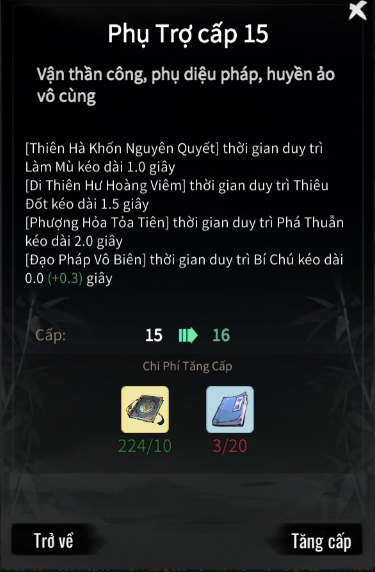 Phụ Trợ cấp 15
Vận thần công, phụ diệu pháp, huyền ảo
vô cùng
[Thiên Hà Khốn Nguyên Quyết] thời gian duy trì
Làm Mù kéo dài 1.0 giây
[Di Thiên Hư Hoàng Viêm] thời gian duy trì Thiêu
Đốt kéo dài 1.5 giây
[Phượng Hỏa Tỏa Tiên] thời gian duy trì Phá Thuẫn
kéo dài 2.0 giây
[Đạo Pháp Vô Biên] thời gian duy trì Bí Chú kéo dài
0.0 (+0.3) giây
Cấp: 15 16
Chi Phí Tăng Cấp
224/10 3/20
Trở về Tăng cấp